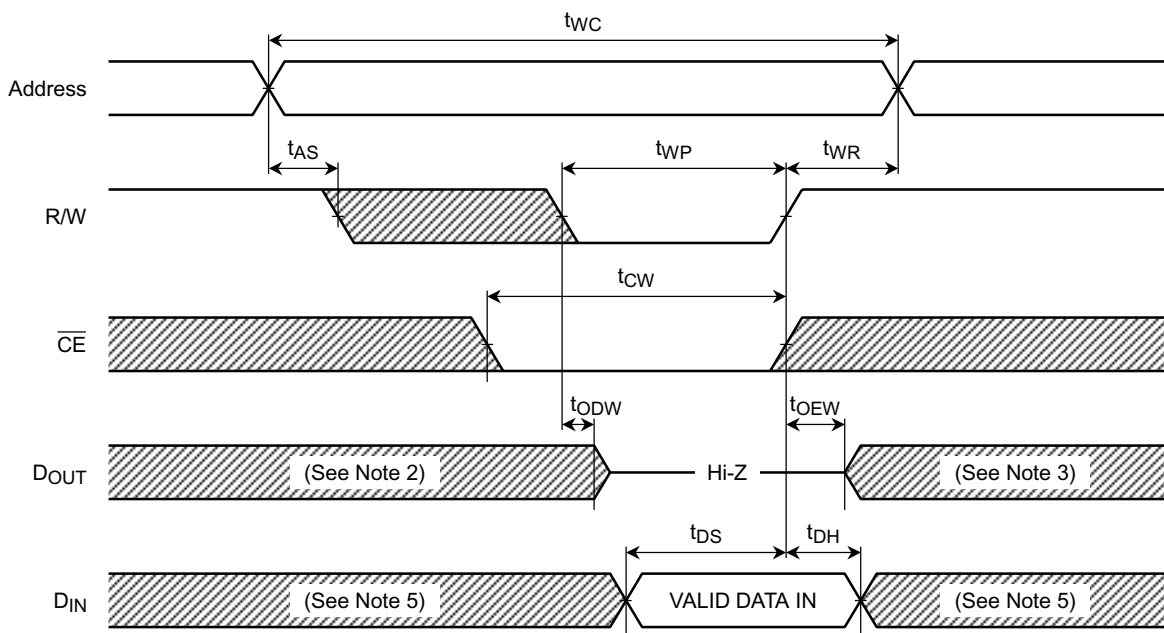 tWC
Address
tAS
tWP
tWR
R/W
tCW
CE
tODW
tOEW
DOUT
(See Note 2)
Hi-Z
(See Note 3)
tDS
tDH
DIN
(See Note 5)
VALID DATA IN
(See Note 5)